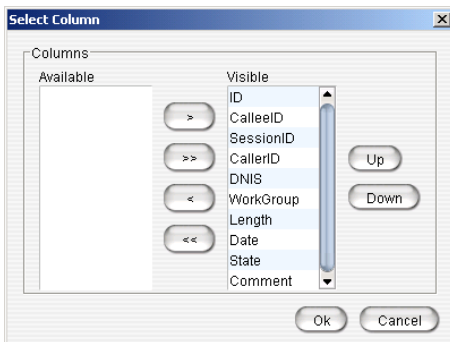 Select Column
Columns
Available
Visible
ID
CalleeID
SessionID
CallerID
DNIS
WorkGroup
Length
Date
State
Comment
>
>>
<
<<
Up
Down
Ok
Cancel